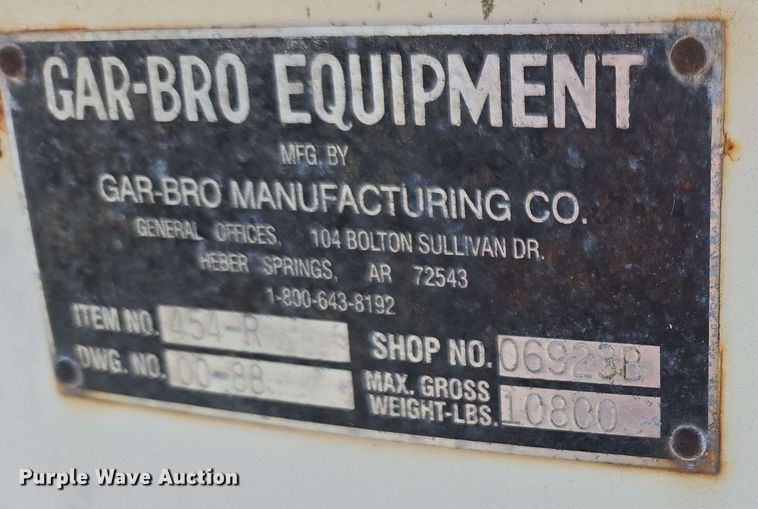 GAR-BRO EQUIPMENT
MFG. BY
GAR-BRO MANUFACTURING CO.
GENERAL OFFICES, 104 BOLTON SULLIVAN DR.
HEBER SPRINGS, AR 72543
1-800-643-8192
ITEM NO. 454-R
DWG. NO. 00-88
SHOP NO. 06923B
MAX. GROSS
WEIGHT-LBS. 10800
Purple Wave Auction